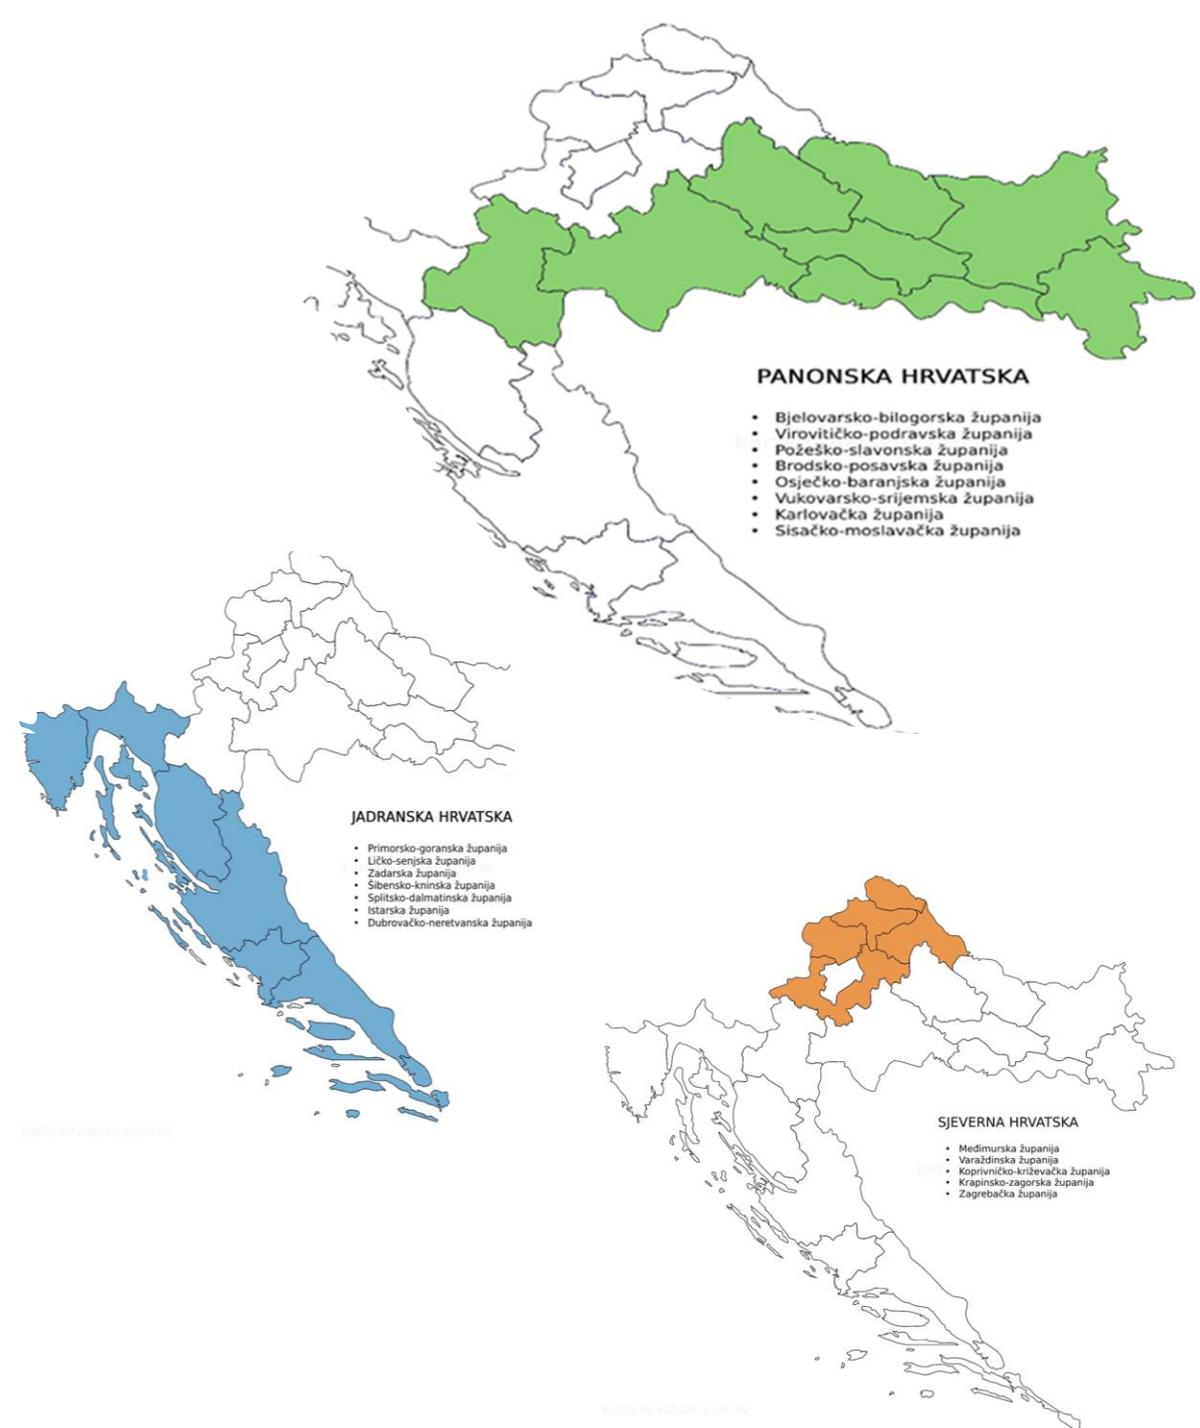 PANONSKA HRVATSKA
• Bjelovarsko-bilogorska županija
• Virovitičko-podravska županija
• Požeško-slavonska županija
• Brodsko-posavska županija
• Osječko-baranjska županija
• Vukovarsko-srijemska županija
• Karlovačka županija
• Sisačko-moslavačka županija
JADRANSKA HRVATSKA
• Primorsko-goranska županija
• Ličko-senjska županija
• Zadarska županija
• Šibensko-kninska županija
• Splitsko-dalmatinska županija
• Istarska županija
• Dubrovačko-neretvanska županija
karta-hrvatske.com.hr
SJEVERNA HRVATSKA
• Međimurska županija
• Varaždinska županija
• Koprivničko-križevačka županija
• Krapinsko-zagorska županija
• Zagrebačka županija
karta-hrvatske.com.hr